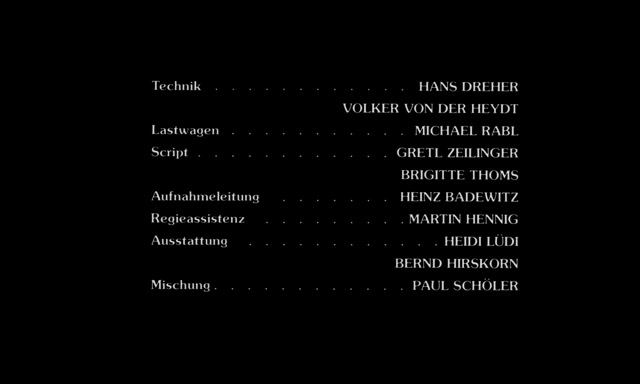 Technik . . . . . . . . . . . . HANS DREHER
VOLKER VON DER HEYDT
Lastwagen . . . . . . . . . . . MICHAEL RABL
Script . . . . . . . . . . . . GRETL ZEILINGER
BRIGITTE THOMS
Aufnahmeleitung . . . . . . . HEINZ BADEWITZ
Regieassistenz . . . . . . . . . MARTIN HENNIG
Ausstattung . . . . . . . . . . . . HEIDI LÜDI
BERND HIRSKORN
Mischung . . . . . . . . . . . . PAUL SCHÖLER